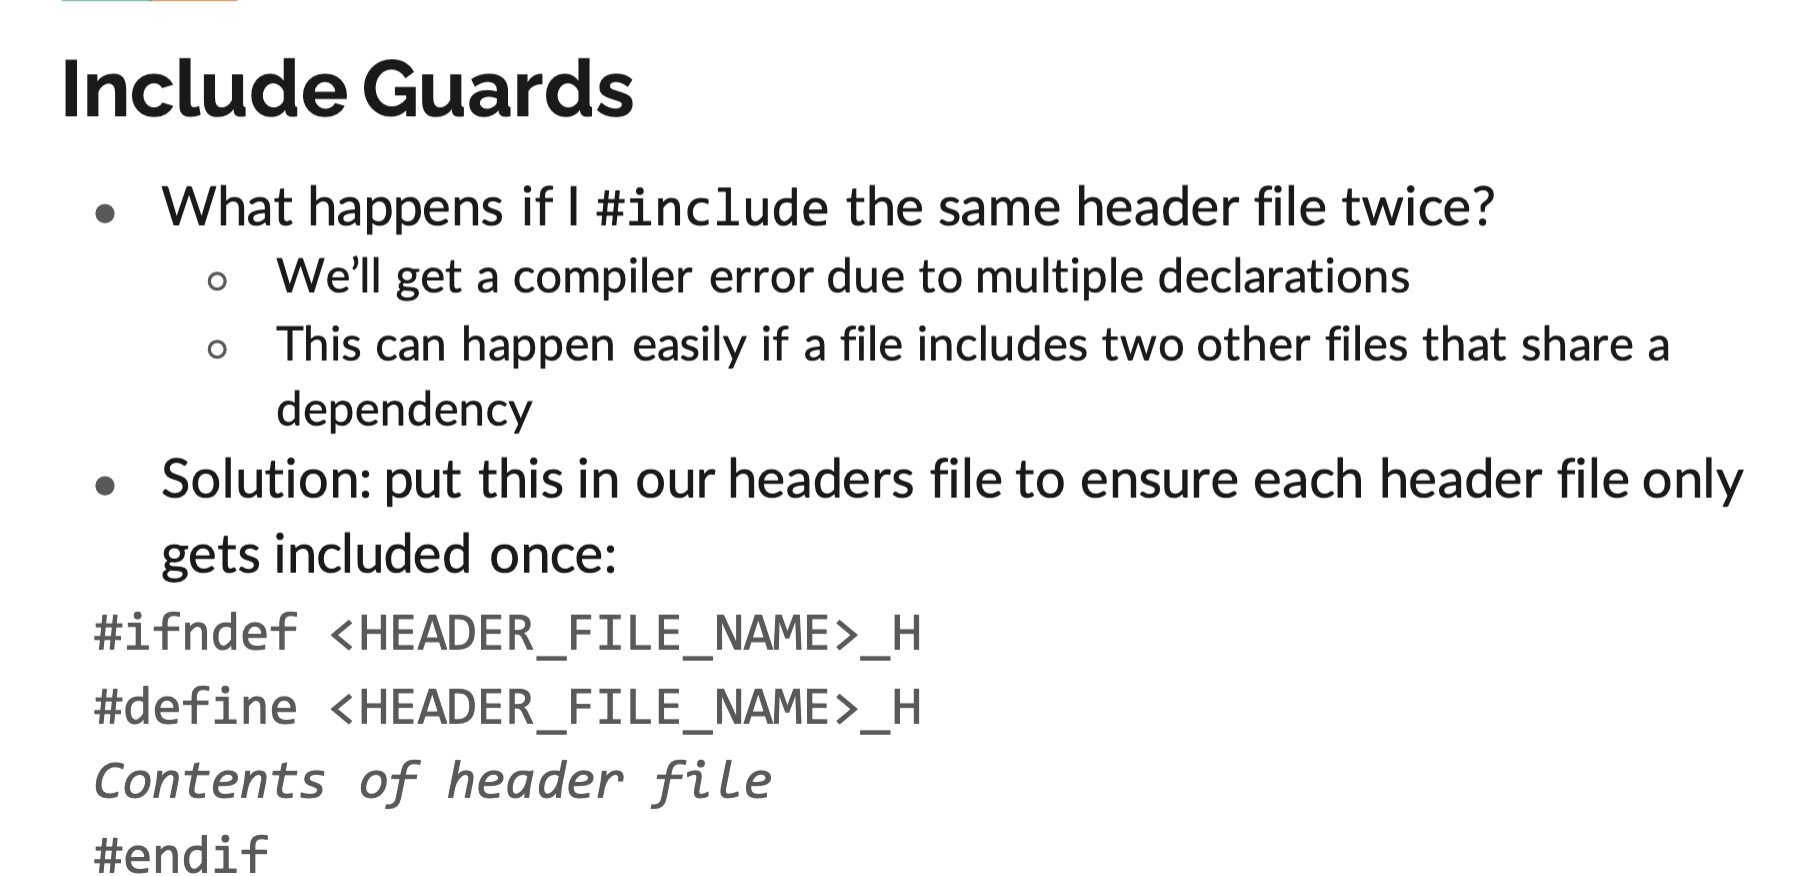 Include Guards
● What happens if I #include the same header file twice?
○ We’ll get a compiler error due to multiple declarations
○ This can happen easily if a file includes two other files that share a
dependency
● Solution: put this in our headers file to ensure each header file only
gets included once:
#ifndef <HEADER_FILE_NAME>_H
#define <HEADER_FILE_NAME>_H
Contents of header file
#endif